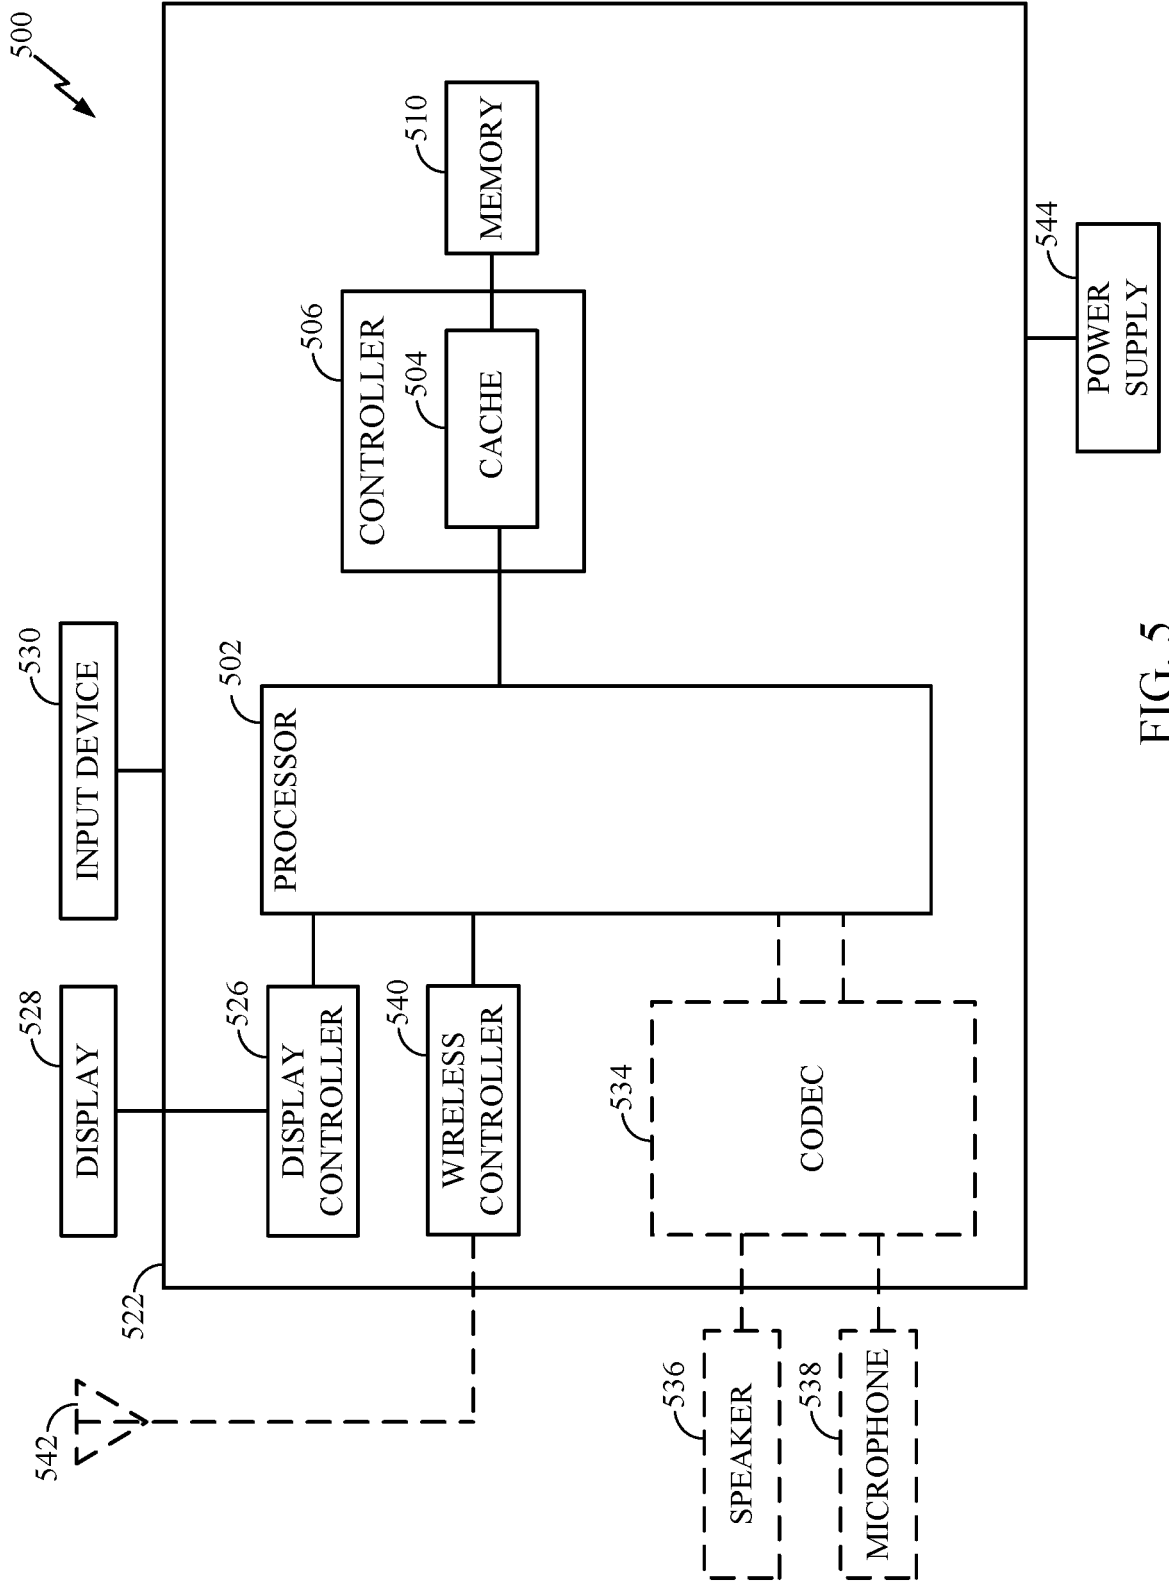 500
542
528
DISPLAY
530
INPUT DEVICE
522
526
DISPLAY
CONTROLLER
502
PROCESSOR
506
CONTROLLER
504
CACHE
510
MEMORY
540
WIRELESS
CONTROLLER
534
CODEC
536
SPEAKER
538
MICROPHONE
544
POWER
SUPPLY
FIG. 5